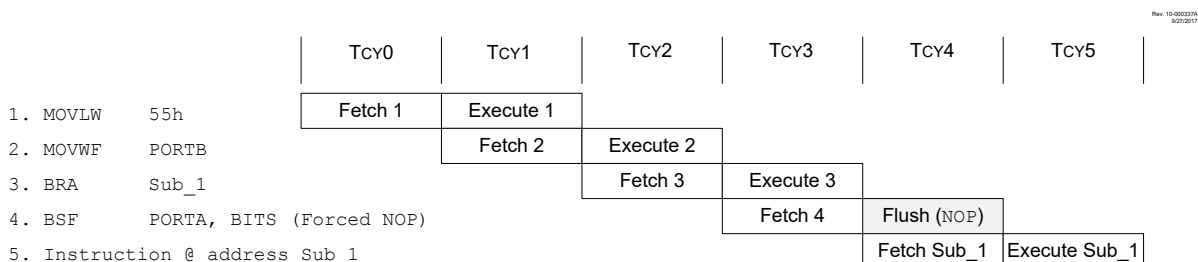 Rev. 10-000337A
9/27/2017
TCY0 TCY1 TCY2 TCY3 TCY4 TCY5
1. MOVLW 55h Fetch 1 Execute 1
2. MOVWF PORTB Fetch 2 Execute 2
3. BRA Sub_1 Fetch 3 Execute 3
4. BSF PORTA, BITS (Forced NOP) Fetch 4 Flush (NOP)
5. Instruction @ address Sub 1 Fetch Sub_1 Execute Sub_1